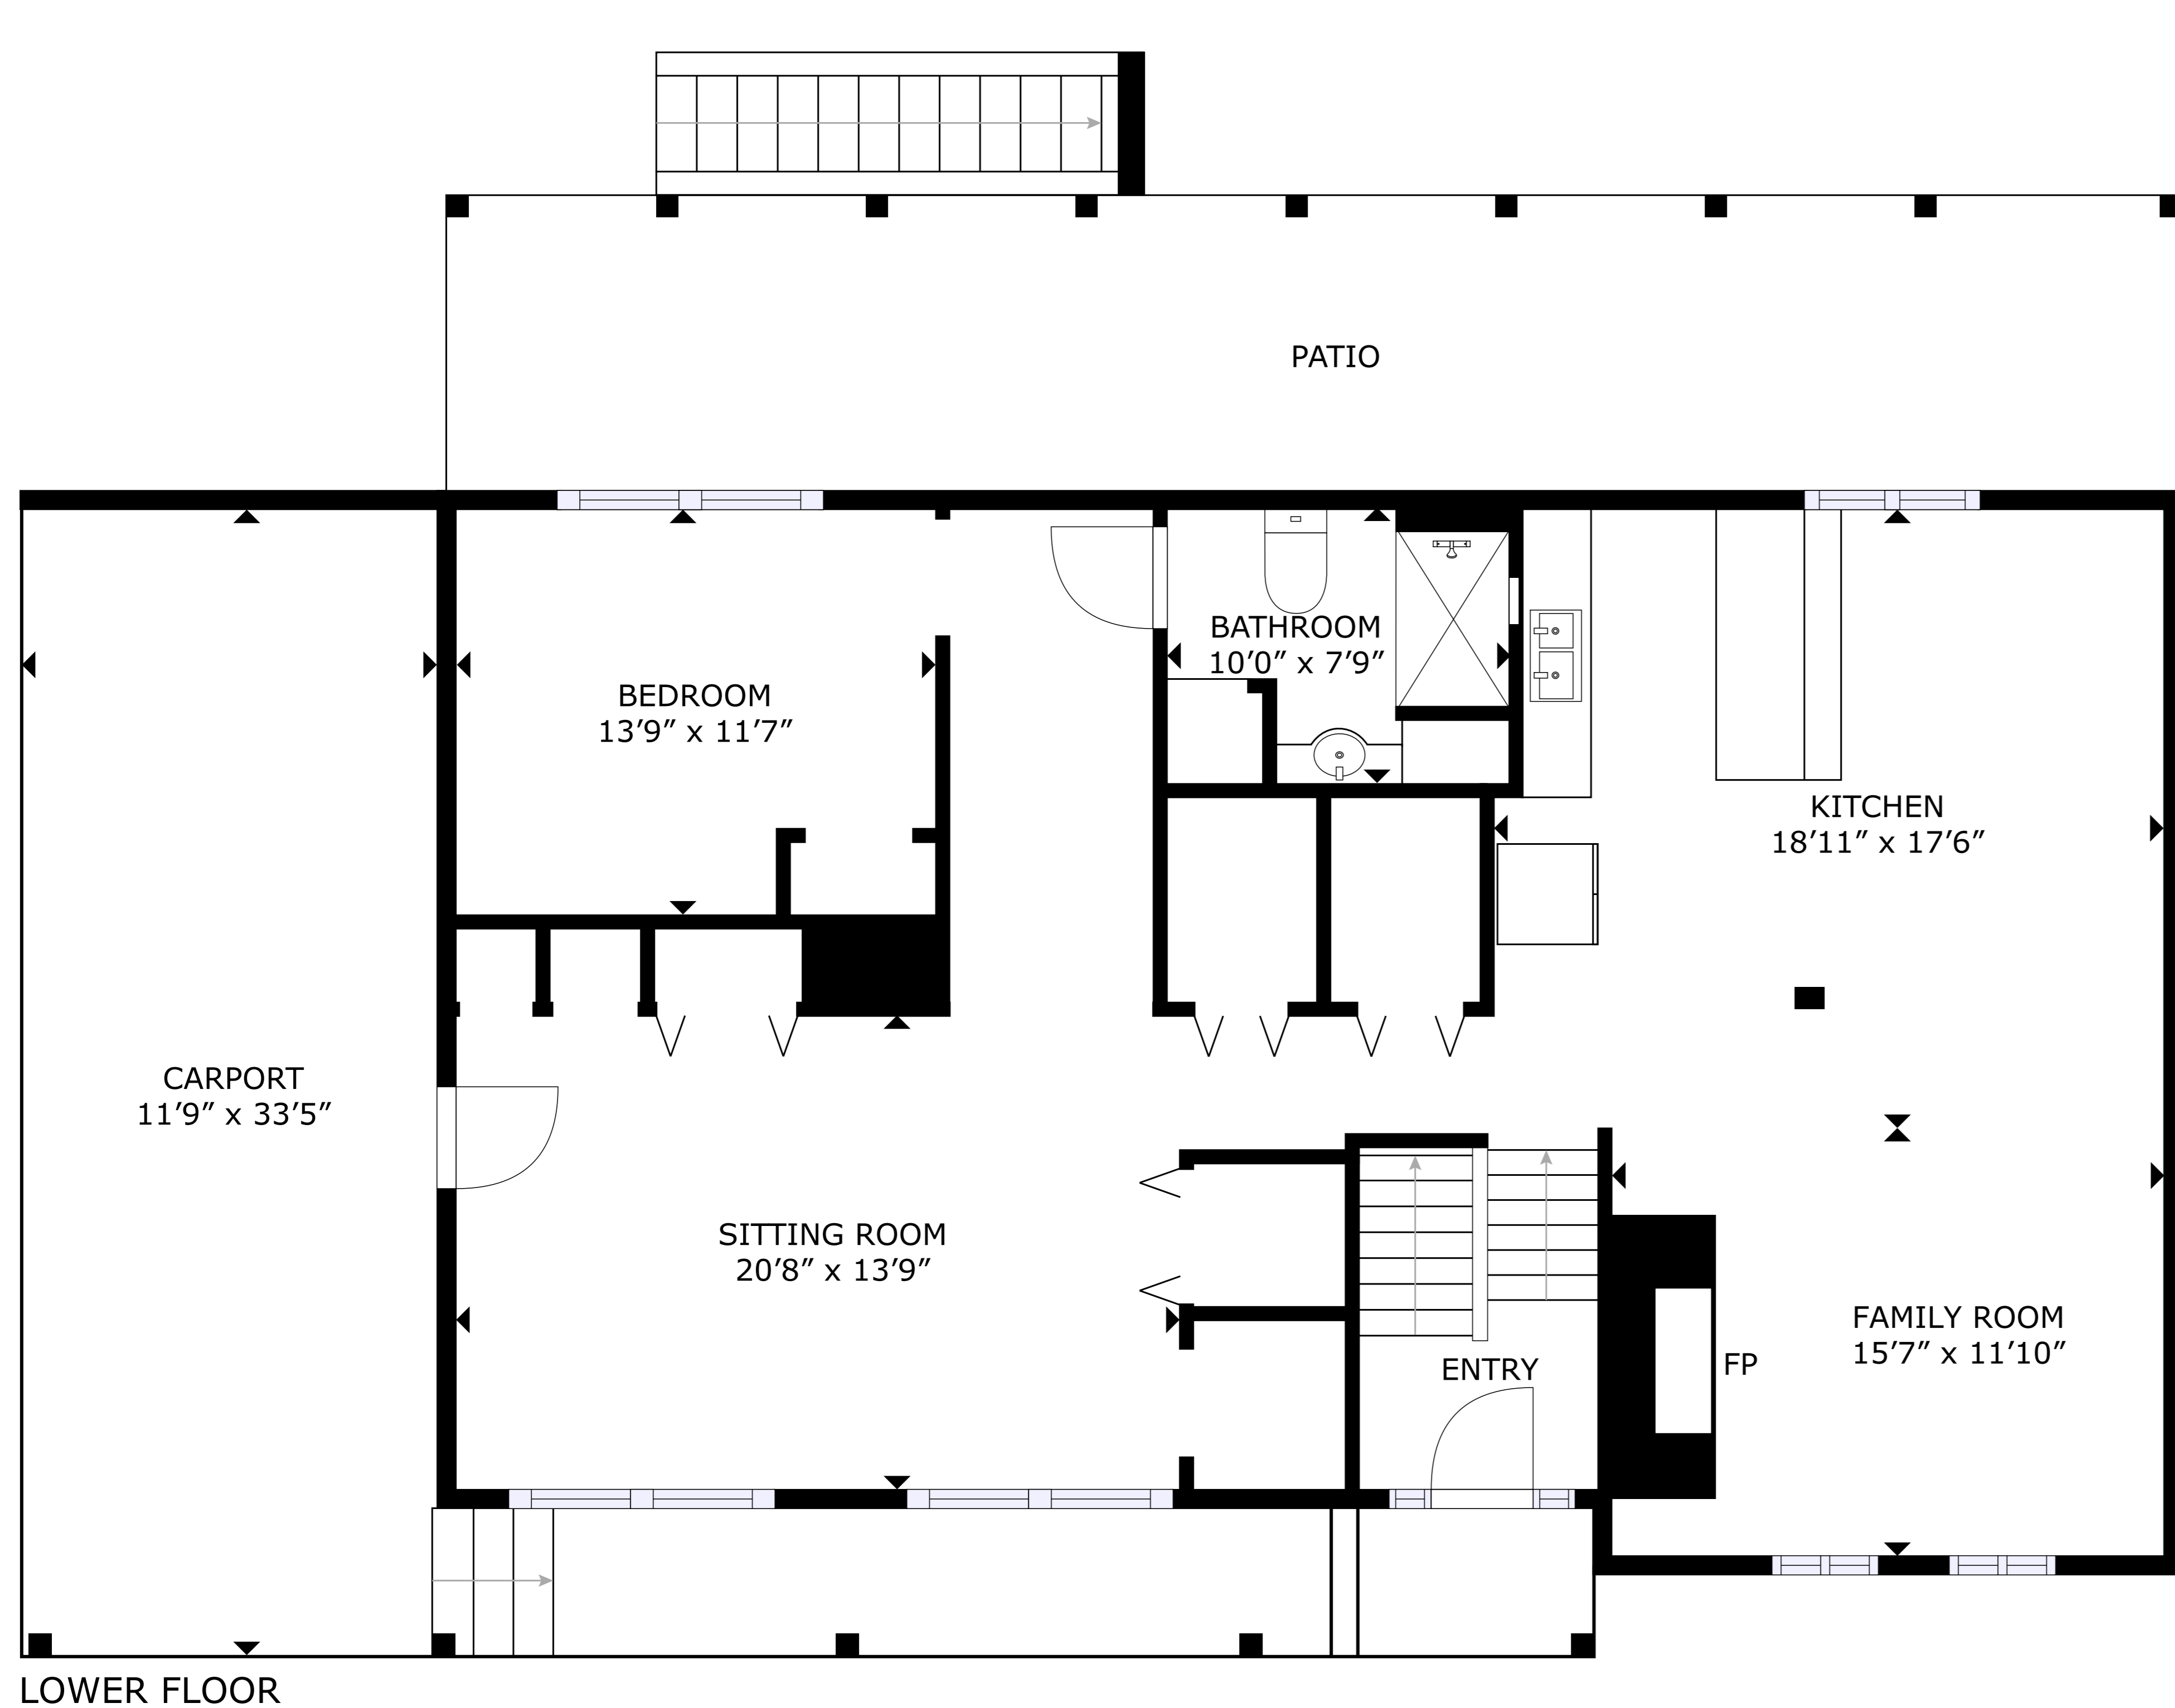 PATIO
BATHROOM
10’0” x 7’9”
BEDROOM
13’9” x 11’7”
KITCHEN
18’11” x 17’6”
CARPORT
11’9” x 33’5”
SITTING ROOM
20’8” x 13’9”
FAMILY ROOM
15’7” x 11’10”
FP
ENTRY
LOWER FLOOR